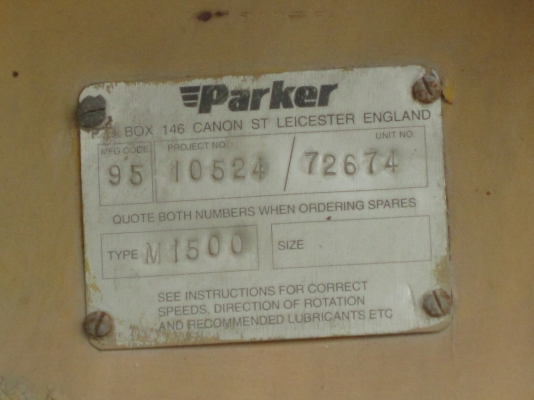 Parker
P.O. BOX 146 CANON ST LEICESTER ENGLAND
MFG CODE PROJECT NO. UNIT NO.
95 10524 / 72674
QUOTE BOTH NUMBERS WHEN ORDERING SPARES
TYPE M1500 SIZE
SEE INSTRUCTIONS FOR CORRECT
SPEEDS, DIRECTION OF ROTATION
AND RECOMMENDED LUBRICANTS ETC